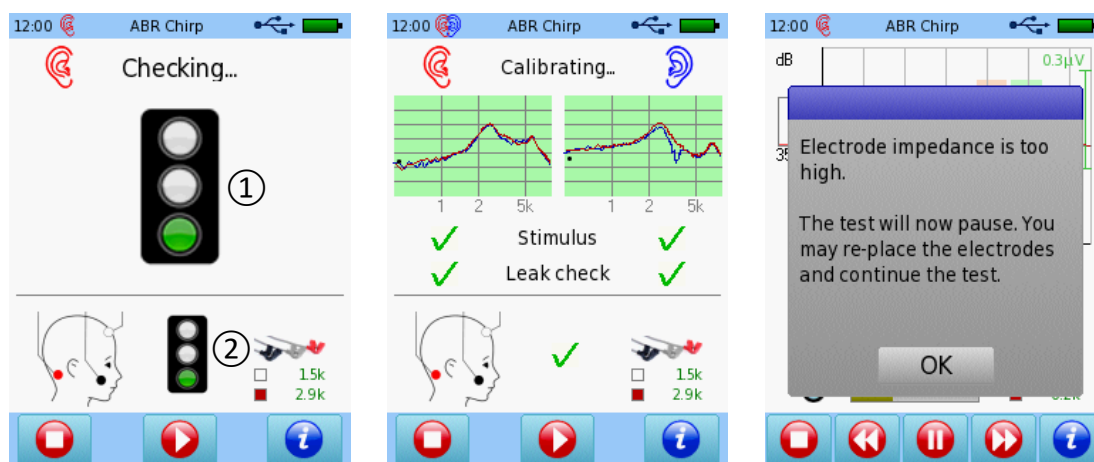 12:00 ABR Chirp
Checking...
①
②
1.5k
2.9k
i
12:00 ABR Chirp
Calibrating...
1 2 5k 1 2 5k
Stimulus
Leak check
1.5k
2.9k
i
12:00 ABR Chirp
dB 0.3µV
35
Electrode impedance is too
high.
The test will now pause. You
may re-place the electrodes
and continue the test.
OK
i